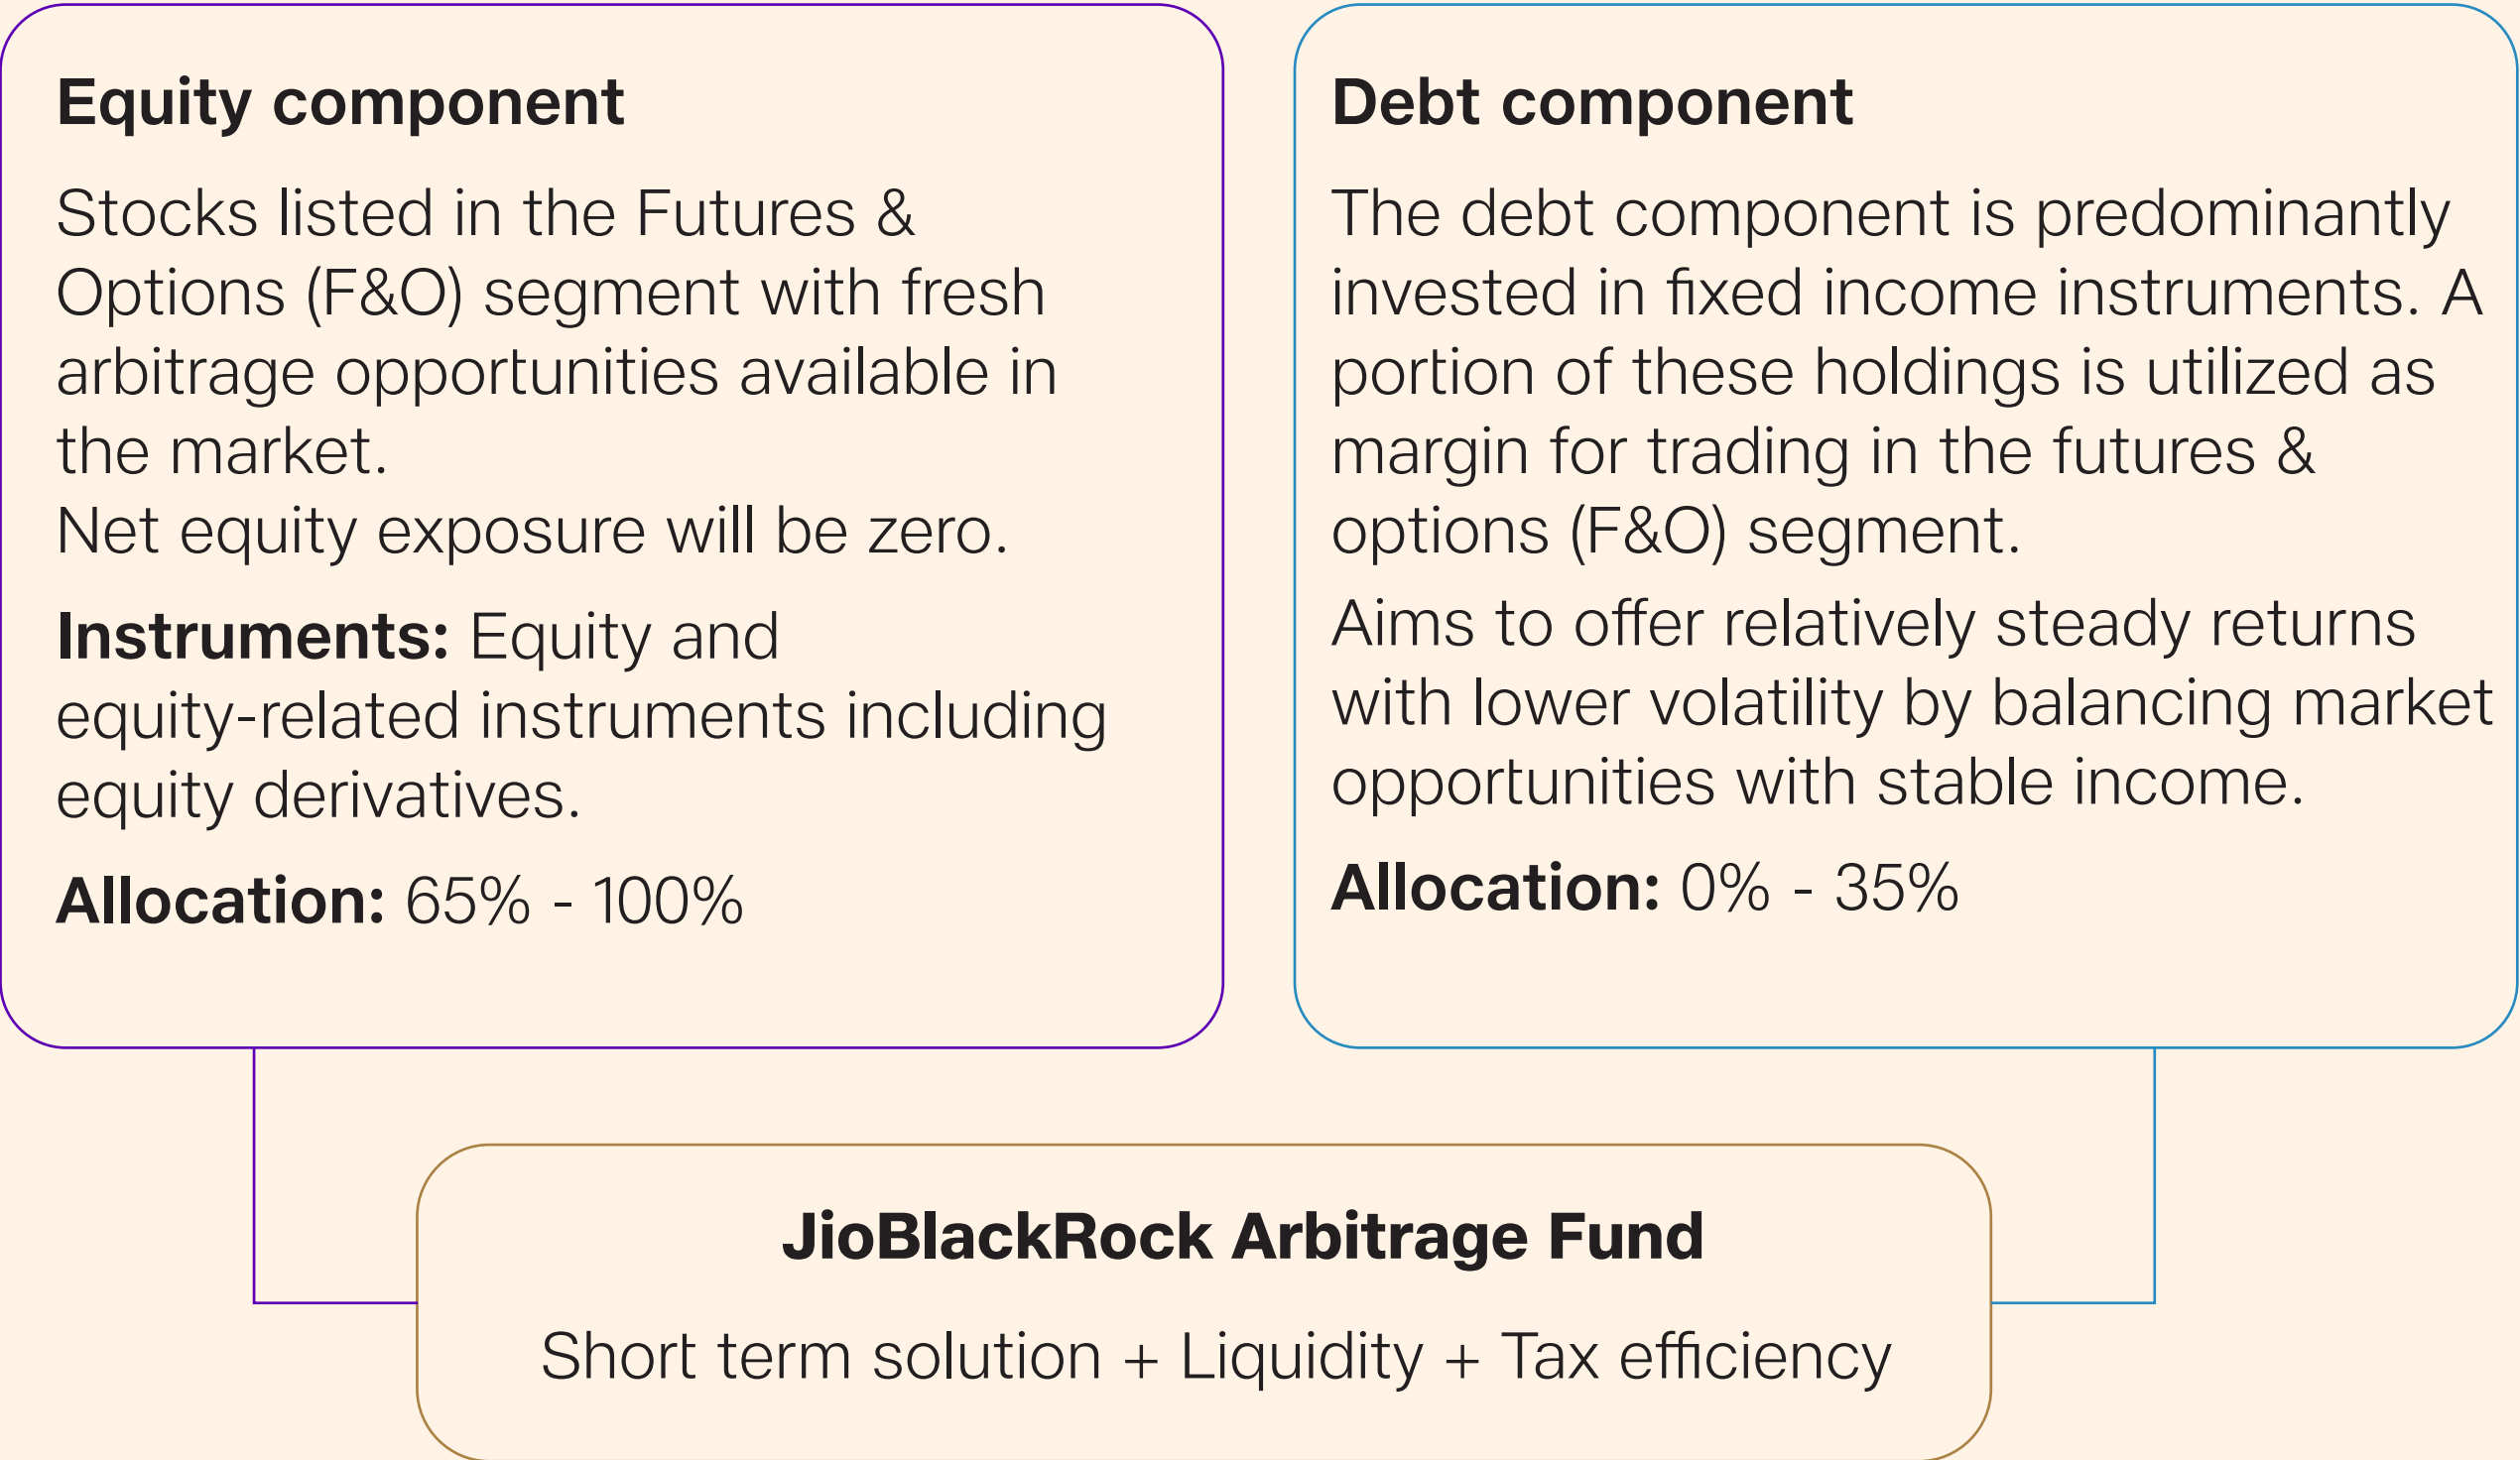 Equity component
Stocks listed in the Futures &
Options (F&O) segment with fresh
arbitrage opportunities available in
the market.
Net equity exposure will be zero.
Instruments: Equity and
equity-related instruments including
equity derivatives.
Allocation: 65% - 100%
Debt component
The debt component is predominantly
invested in fixed income instruments. A
portion of these holdings is utilized as
margin for trading in the futures &
options (F&O) segment.
Aims to offer relatively steady returns
with lower volatility by balancing market
opportunities with stable income.
Allocation: 0% - 35%
JioBlackRock Arbitrage Fund
Short term solution + Liquidity + Tax efficiency